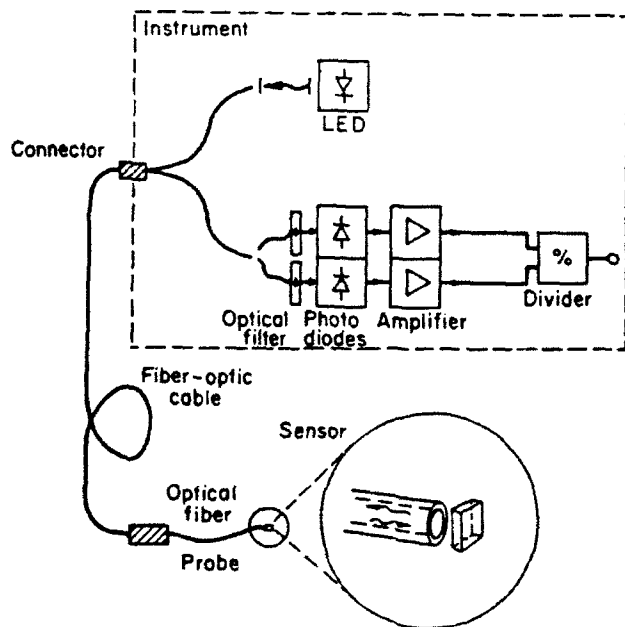 Instrument
LED
Connector
%
Divider
Optical
filter
Photo
diodes
Amplifier
Fiber-optic
cable
Sensor
Optical
fiber
Probe